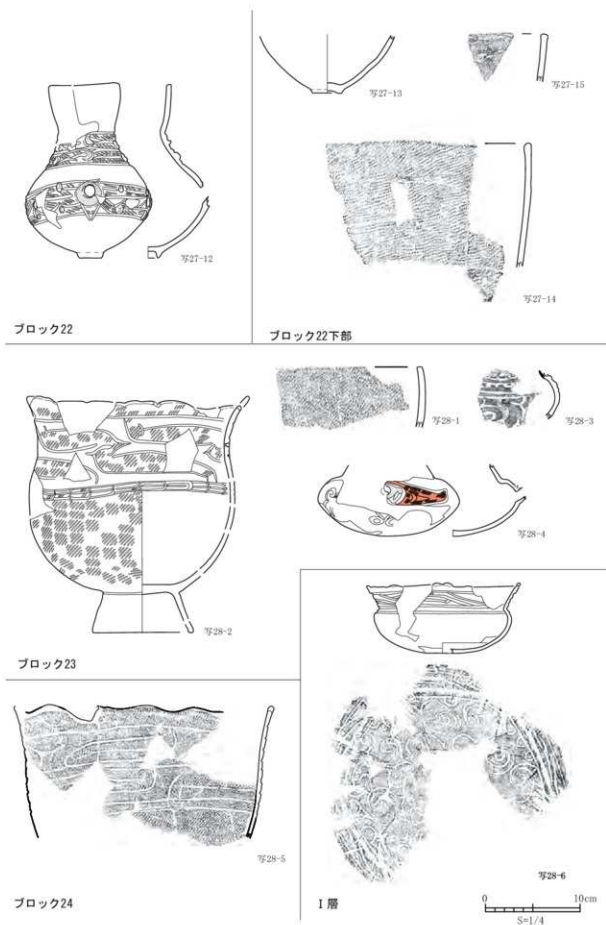 写27-12
ブロック22
写27-13
写27-15
写27-14
ブロック22下部
写28-1
写28-3
写28-4
写28-2
ブロック23
写28-5
ブロック24
写28-6
I層
0 10cm
S=1/4